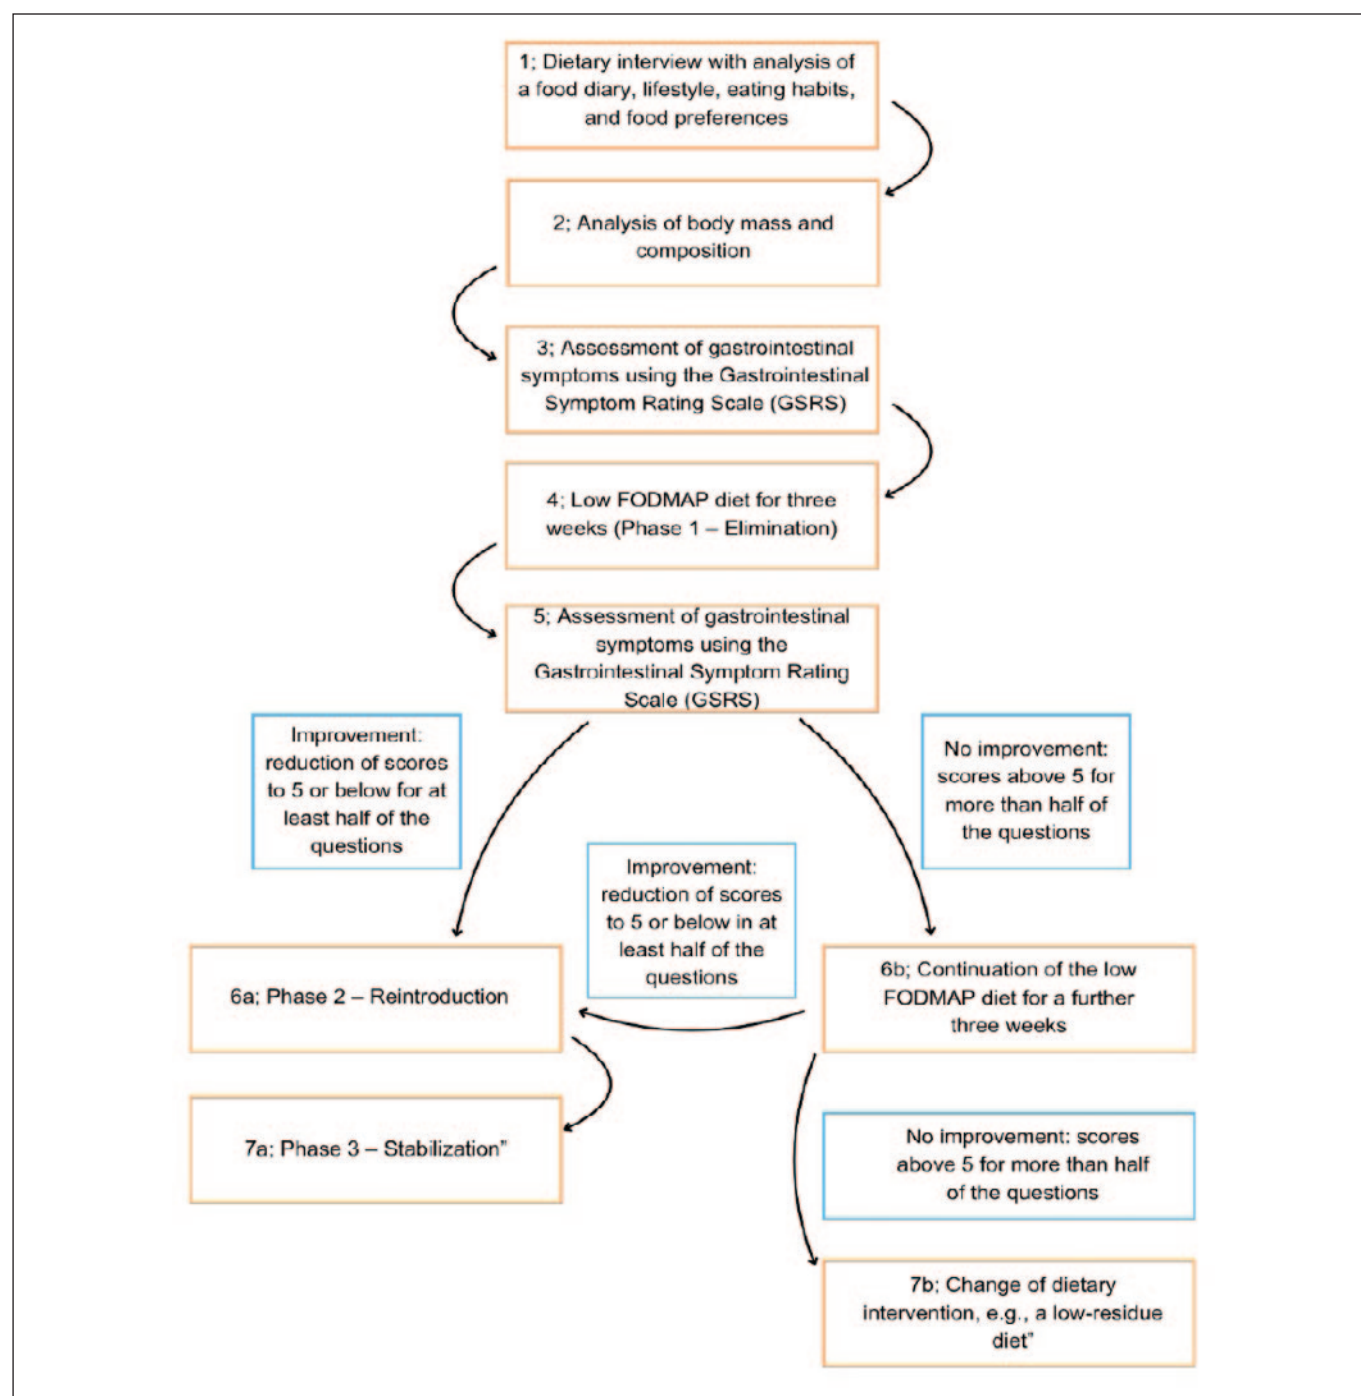 1; Dietary interview with analysis of
a food diary, lifestyle, eating habits,
and food preferences
2; Analysis of body mass and
composition
3; Assessment of gastrointestinal
symptoms using the Gastrointestinal
Symptom Rating Scale (GSRS)
4; Low FODMAP diet for three
weeks (Phase 1 – Elimination)
5; Assessment of gastrointestinal
symptoms using the
Gastrointestinal Symptom Rating
Scale (GSRS)
Improvement:
reduction of scores
to 5 or below for at
least half of the
questions
No improvement:
scores above 5 for
more than half of
the questions
Improvement:
reduction of scores
to 5 or below in at
least half of the
questions
6a; Phase 2 – Reintroduction
6b; Continuation of the low
FODMAP diet for a further
three weeks
7a; Phase 3 – Stabilization”
No improvement: scores
above 5 for more than half
of the questions
7b; Change of dietary
intervention, e.g., a low-residue
diet”